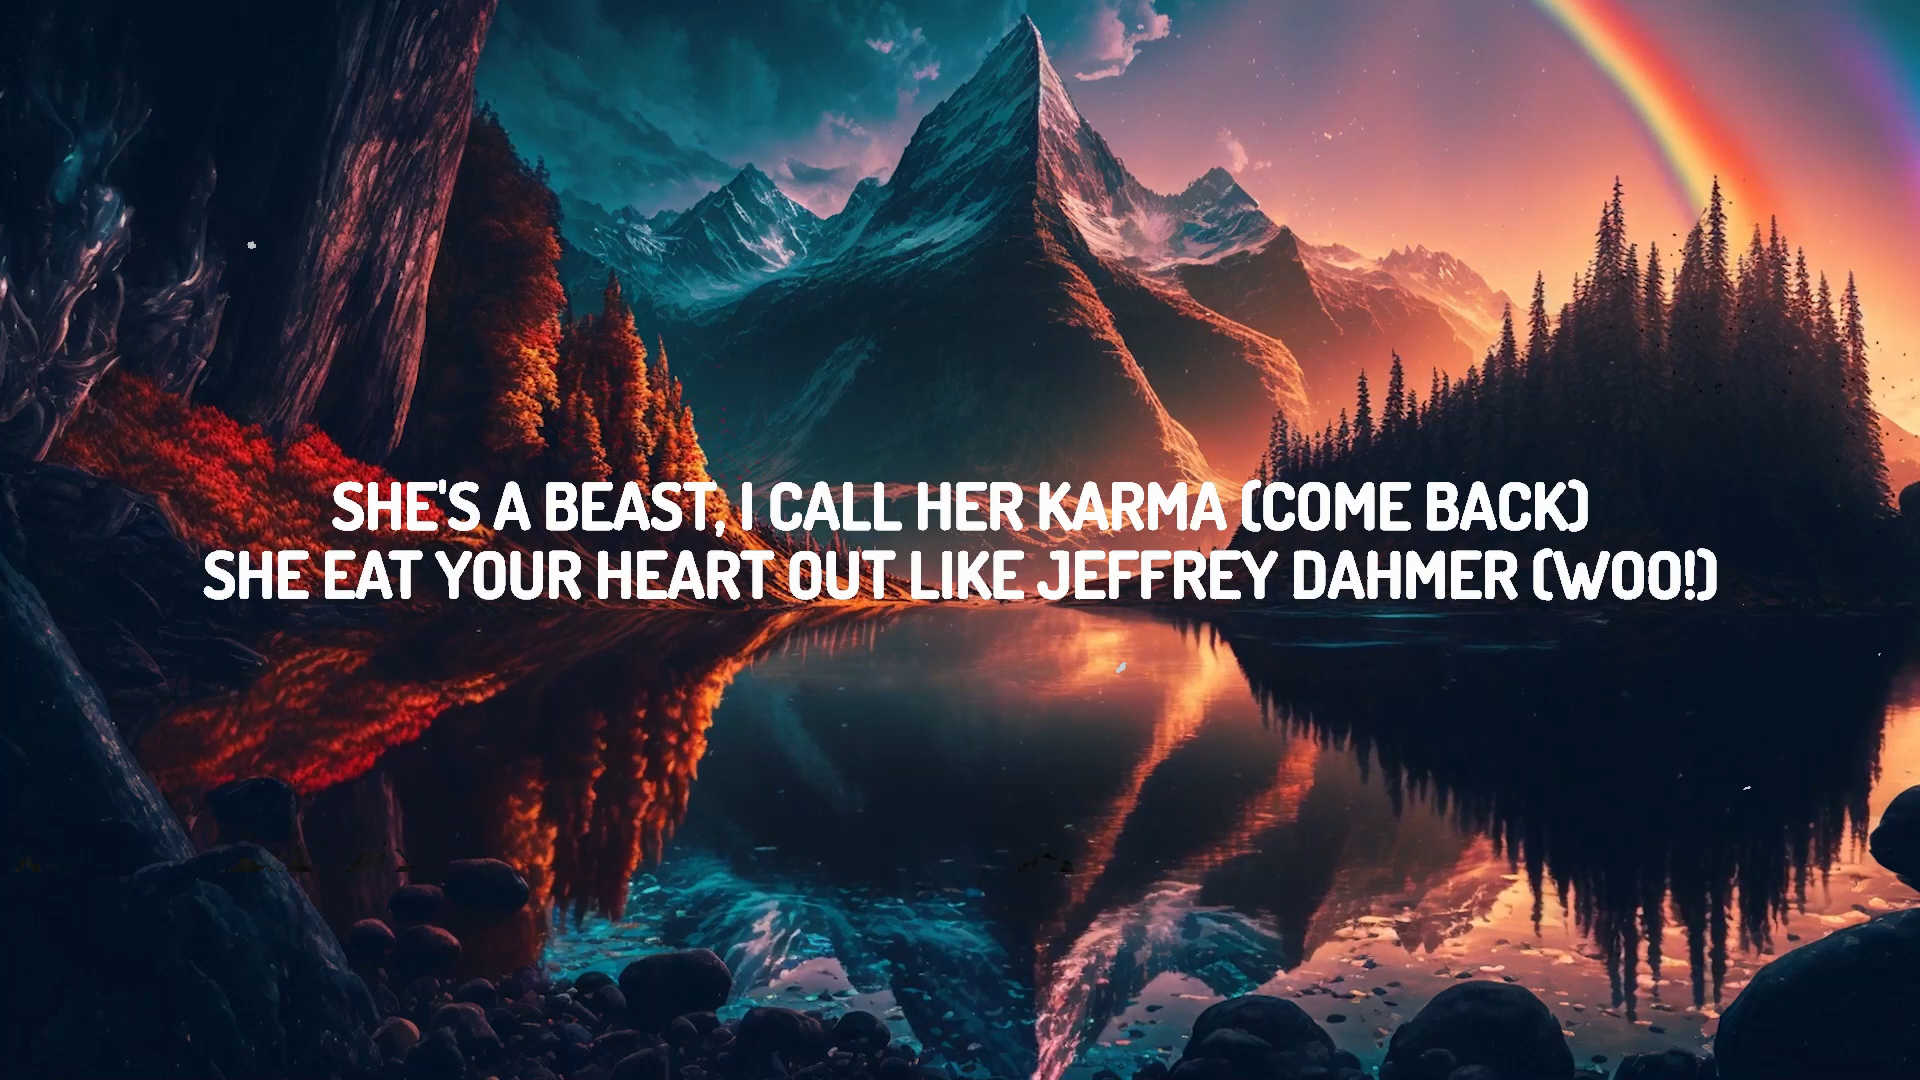 SHE'S A BEAST, I CALL HER KARMA (COME BACK)
SHE EAT YOUR HEART OUT LIKE JEFFREY DAHMER (WOO!)